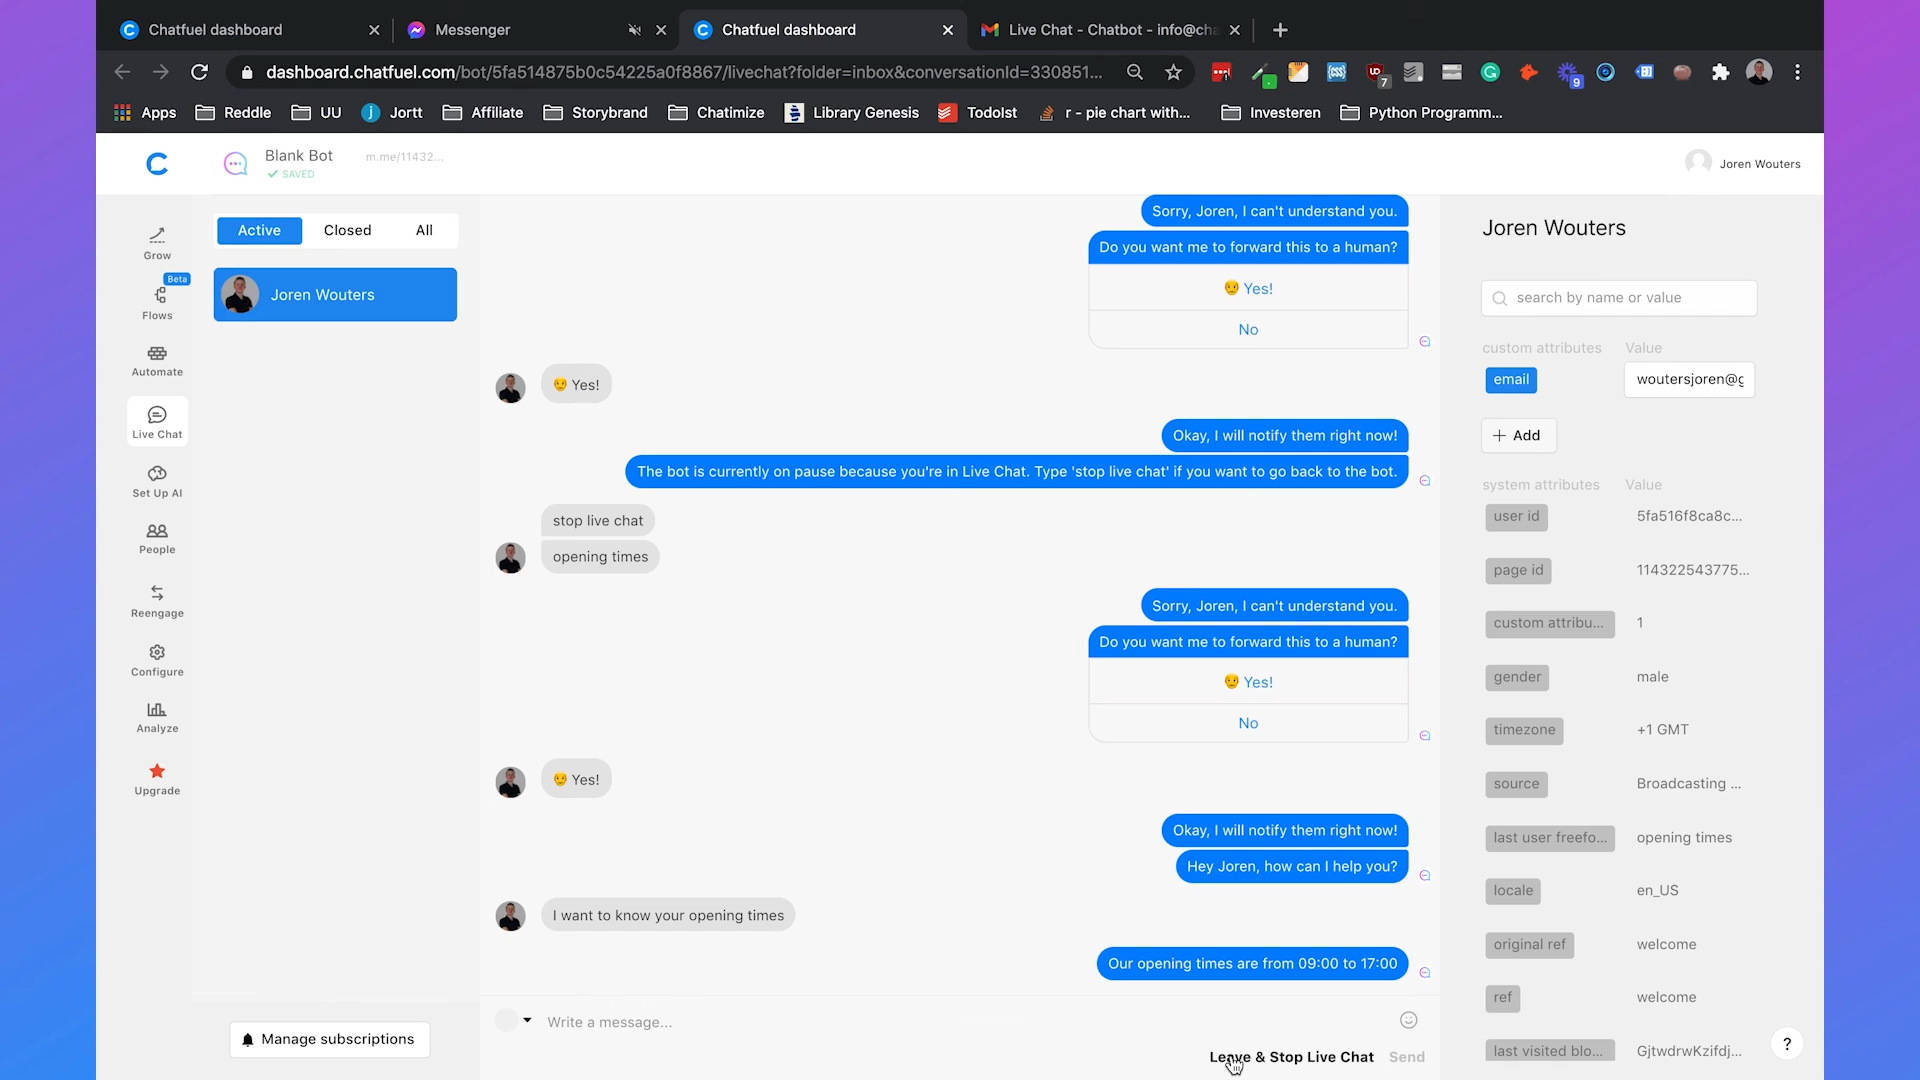 Chatfuel dashboard
Messenger
Chatfuel dashboard
Live Chat - Chatbot - info@cha
dashboard.chatfuel.com/bot/5fa514875b0c54225a0f8867/livechat?folder=inbox&conversationId=330851...
7
9
Apps
Reddle
UU
Jortt
Affiliate
Storybrand
Chatimize
Library Genesis
TodoIst
r - pie chart with...
Investeren
Python Programm...
Blank Bot
m.me/11432...
SAVED
Joren Wouters
Grow
Beta
Flows
Automate
Live Chat
Set Up AI
People
Reengage
Configure
Analyze
Upgrade
Active
Closed
All
Joren Wouters
Manage subscriptions
Sorry, Joren, I can't understand you.
Do you want me to forward this to a human?
👨‍🦲 Yes!
No
👨‍🦲 Yes!
Okay, I will notify them right now!
The bot is currently on pause because you're in Live Chat. Type 'stop live chat' if you want to go back to the bot.
stop live chat
opening times
Sorry, Joren, I can't understand you.
Do you want me to forward this to a human?
👨‍🦲 Yes!
No
👨‍🦲 Yes!
Okay, I will notify them right now!
Hey Joren, how can I help you?
I want to know your opening times
Our opening times are from 09:00 to 17:00
Write a message...
Leave & Stop Live Chat
Send
Joren Wouters
search by name or value
custom attributes
Value
email
woutersjoren@g
+ Add
system attributes
Value
user id
5fa516f8ca8c...
page id
114322543775...
custom attribu...
1
gender
male
timezone
+1 GMT
source
Broadcasting ...
last user freefo...
opening times
locale
en_US
original ref
welcome
ref
welcome
last visited blo...
GjtwdrwKzifdj...
?